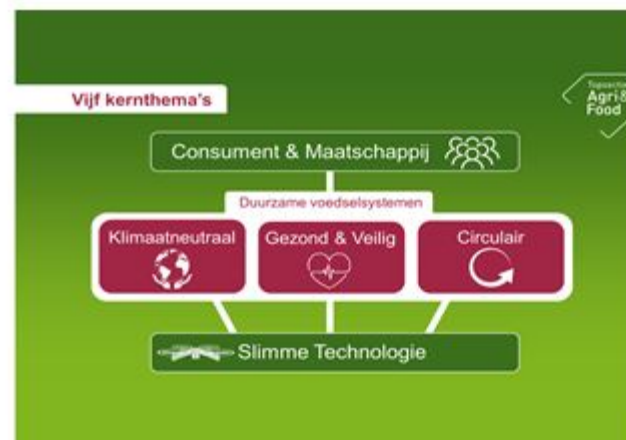 Vijf kernthema's
Agri&
Food
Consument & Maatschappij
Duurzame voedselsystemen
Klimaatneutraal
Gezond & Veilig
Circulair
Slimme Technologie